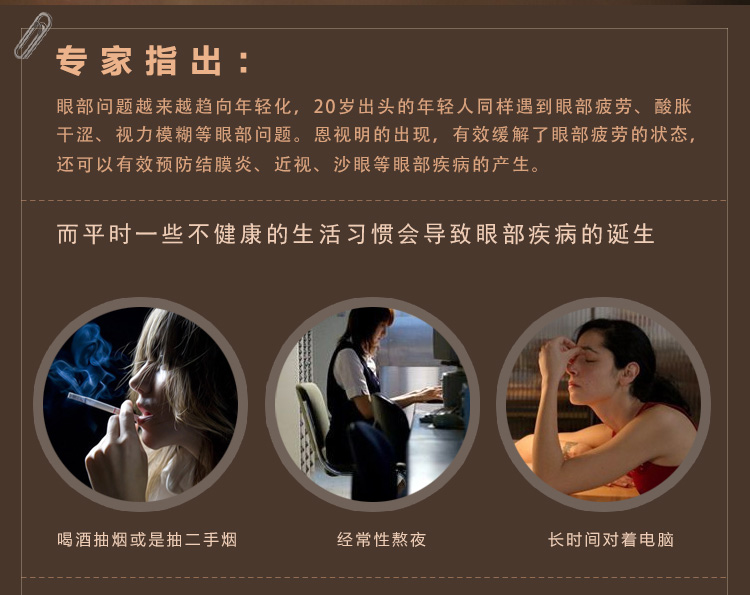 专家指出：
眼部问题越来越趋向年轻化，20岁出头的年轻人同样遇到眼部疲劳、酸胀
干涩、视力模糊等眼部问题。恩视明的出现，有效缓解了眼部疲劳的状态，
还可以有效预防结膜炎、近视、沙眼等眼部疾病的产生。
而平时一些不健康的生活习惯会导致眼部疾病的诞生
喝酒抽烟或是抽二手烟
经常性熬夜
长时间对着电脑